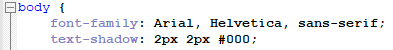 body {
font-family: Arial, Helvetica, sans-serif;
text-shadow: 2px 2px #000;